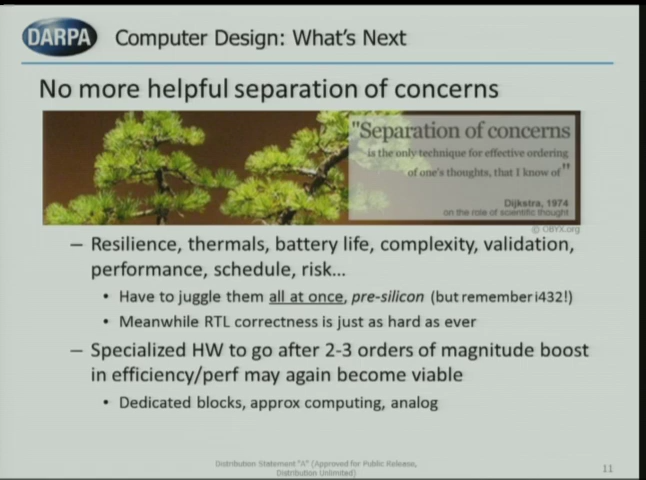 DARPA
Computer Design: What's Next
No more helpful separation of concerns
"Separation of concerns
is the only technique for effective ordering
of one's thoughts, that I know of"
Dijkstra, 1974
on the role of scientific thought
© OBYX.org
– Resilience, thermals, battery life, complexity, validation,
performance, schedule, risk...
• Have to juggle them all at once, pre-silicon (but remember i432!)
• Meanwhile RTL correctness is just as hard as ever
– Specialized HW to go after 2-3 orders of magnitude boost
in efficiency/perf may again become viable
• Dedicated blocks, approx computing, analog
Distribution Statement "A" (Approved for Public Release,
Distribution Unlimited)
11